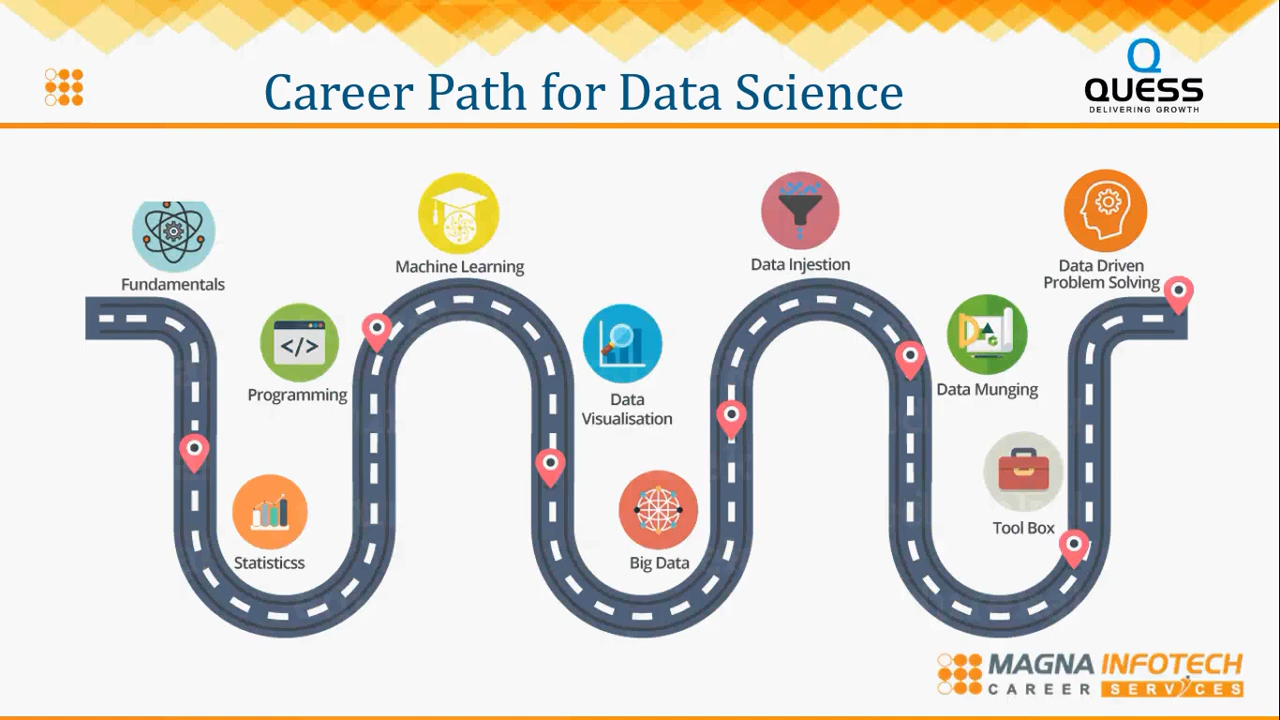 Career Path for Data Science
Q
QUESS
DELIVERING GROWTH
Fundamentals
Statisticss
</>
Programming
Machine Learning
Data
Visualisation
Big Data
Data Injestion
Data Munging
Tool Box
Data Driven
Problem Solving
MAGNA INFOTECH
CAREER SERVICES